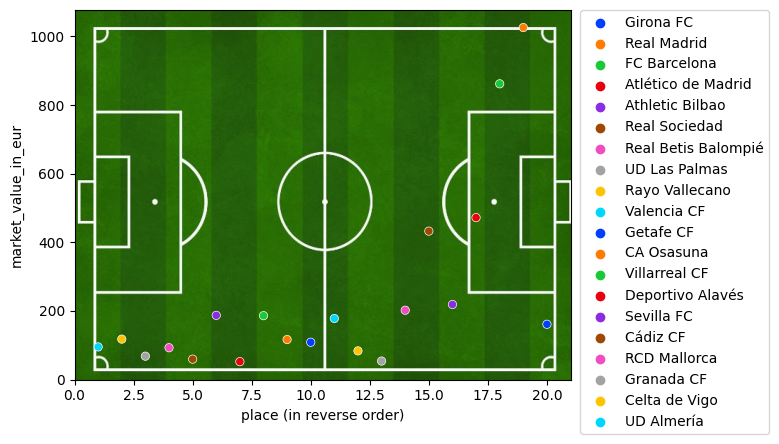 1000
800
600
400
200
0
market_value_in_eur
0.0 2.5 5.0 7.5 10.0 12.5 15.0 17.5 20.0
place (in reverse order)
Girona FC
Real Madrid
FC Barcelona
Atlético de Madrid
Athletic Bilbao
Real Sociedad
Real Betis Balompié
UD Las Palmas
Rayo Vallecano
Valencia CF
Getafe CF
CA Osasuna
Villarreal CF
Deportivo Alavés
Sevilla FC
Cádiz CF
RCD Mallorca
Granada CF
Celta de Vigo
UD Almería